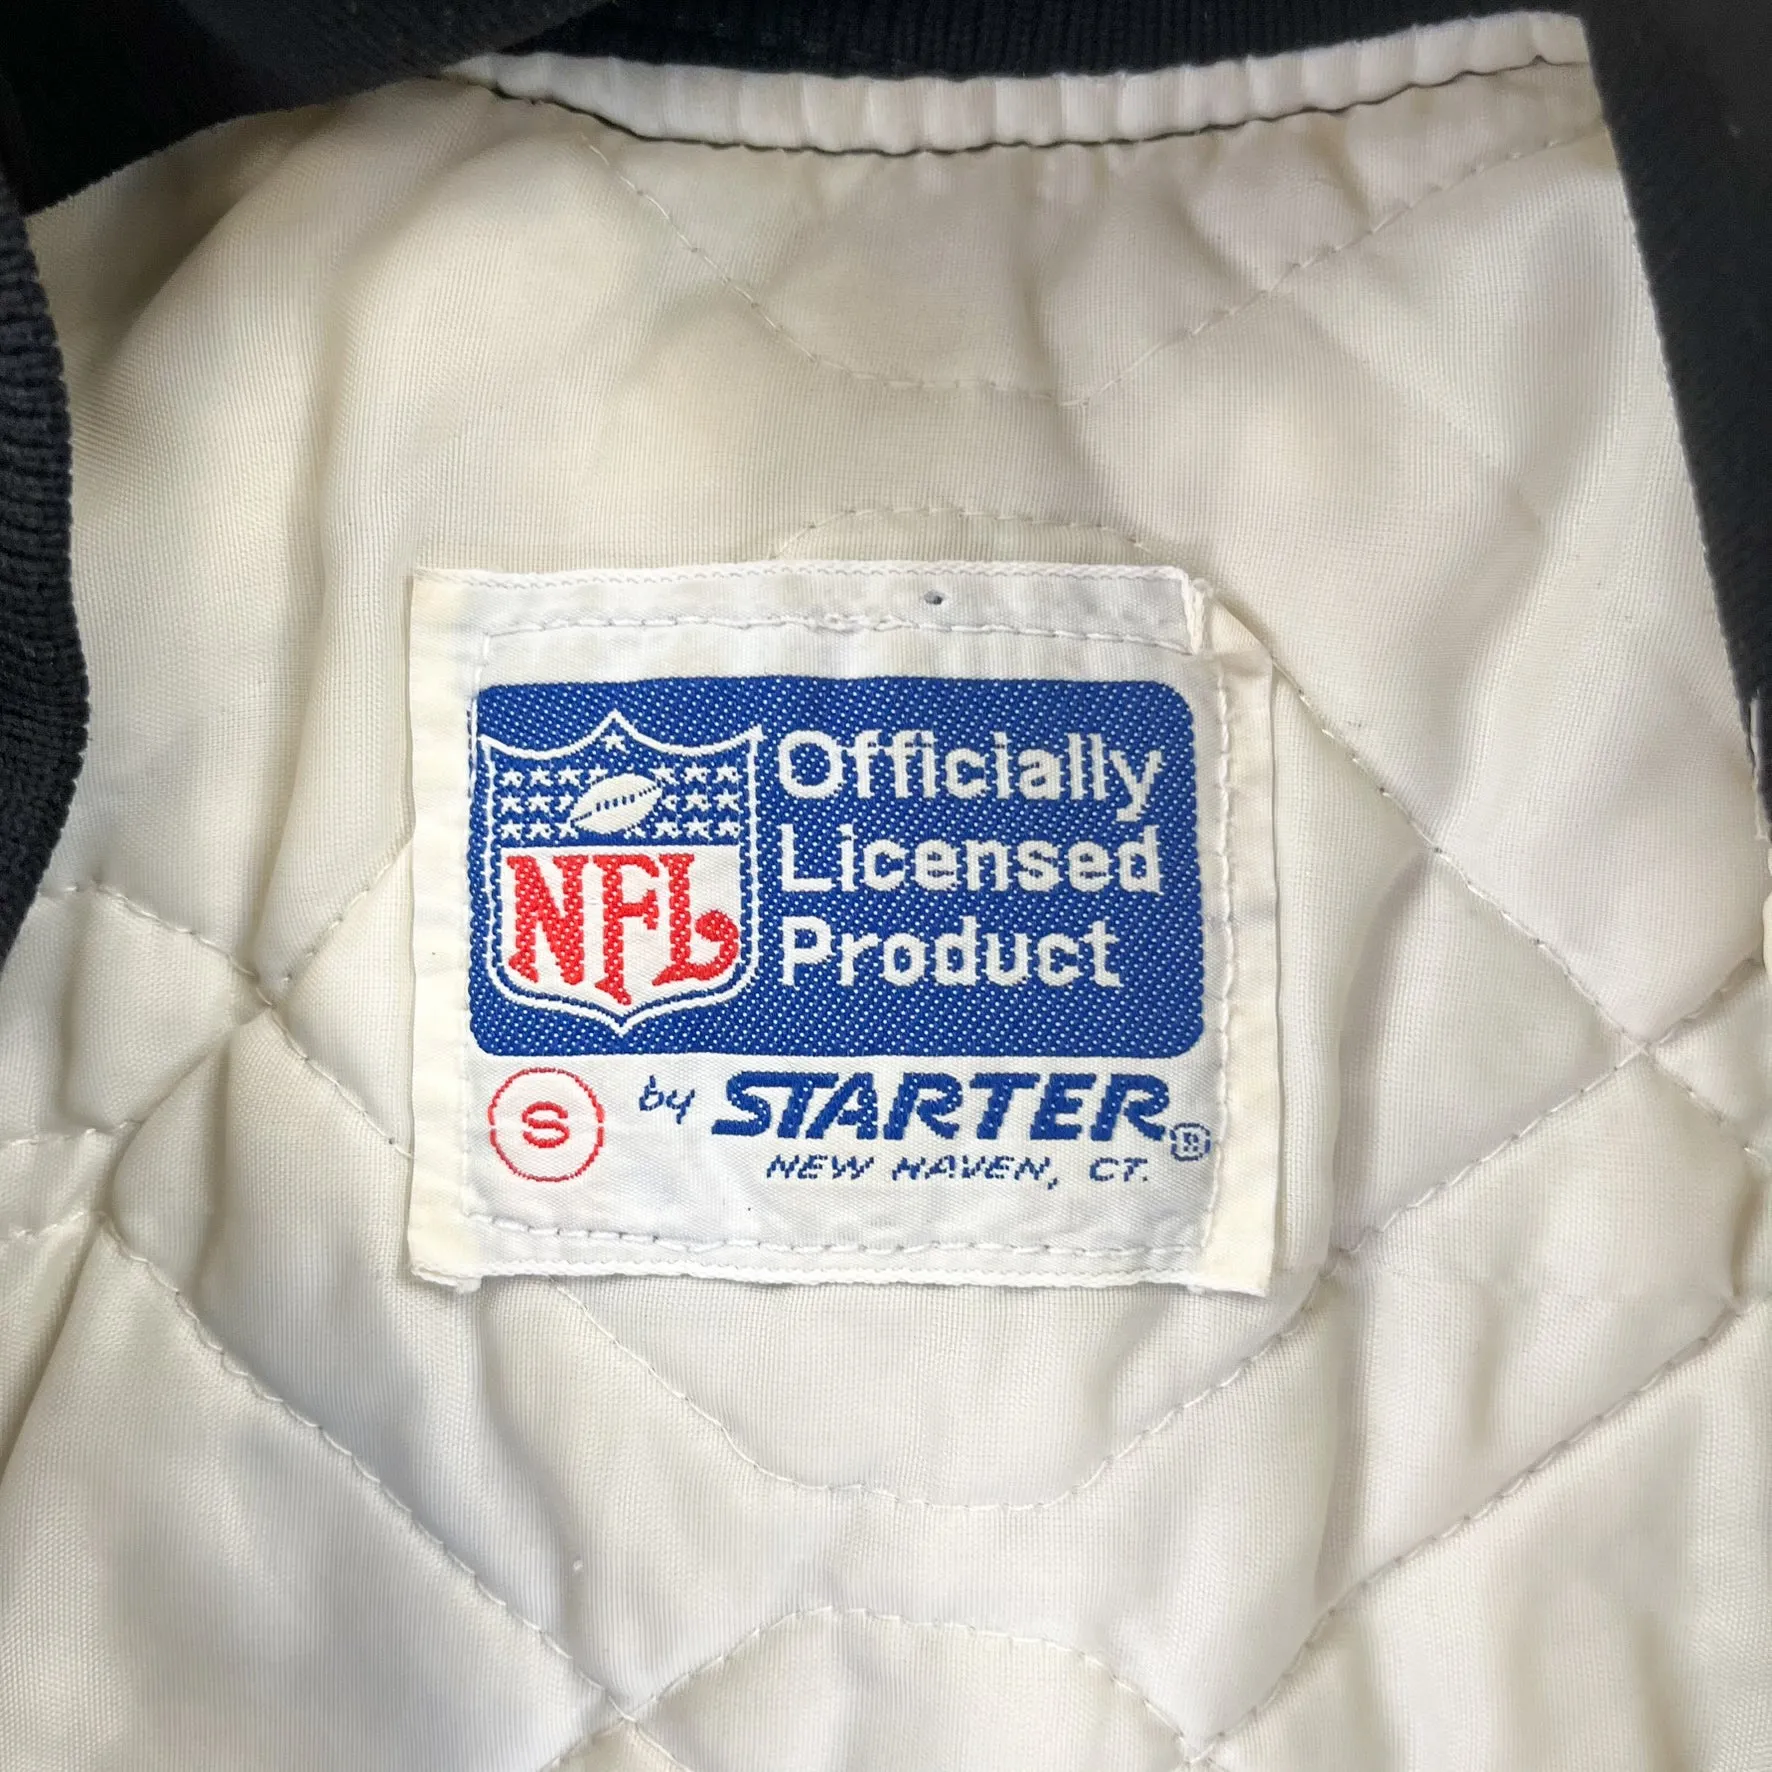 NFL
Officially
Licensed
Product
S
by STARTER®
NEW HAVEN, CT.